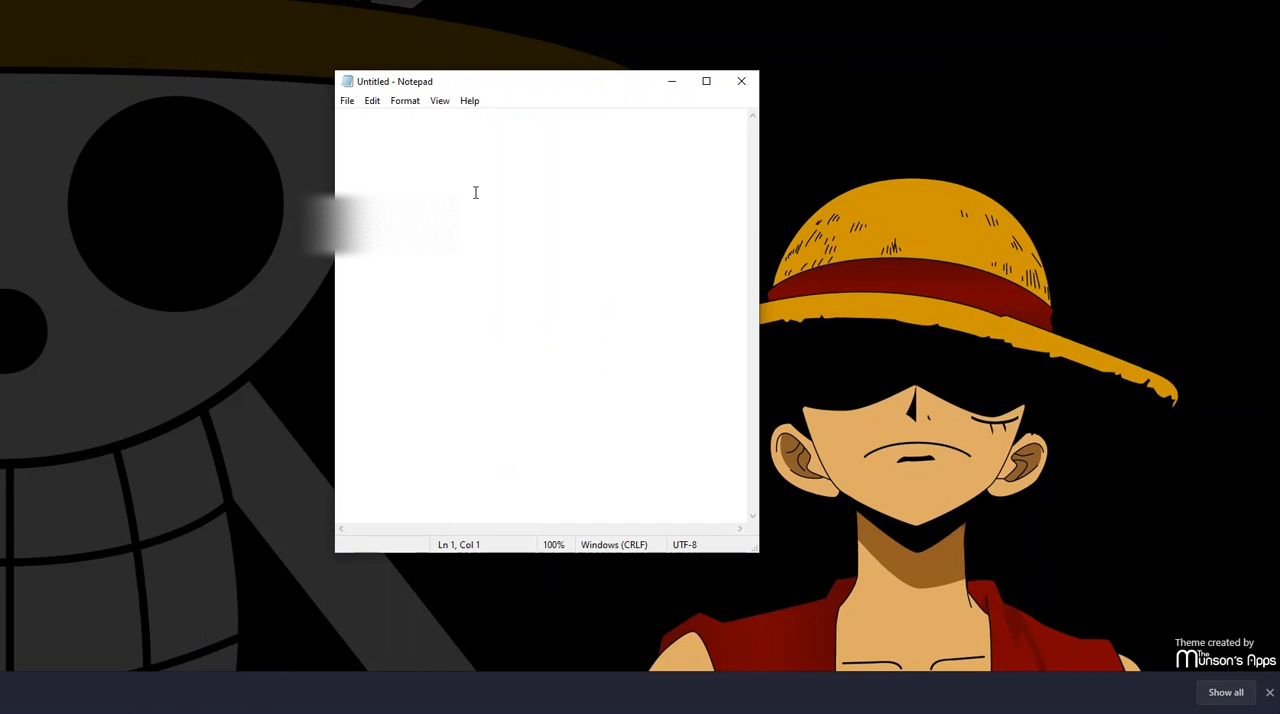 Untitled - Notepad
File Edit Format View Help
Ln 1, Col 1 100% Windows (CRLF) UTF-8
Theme created by
The Munson's Apps
Show all